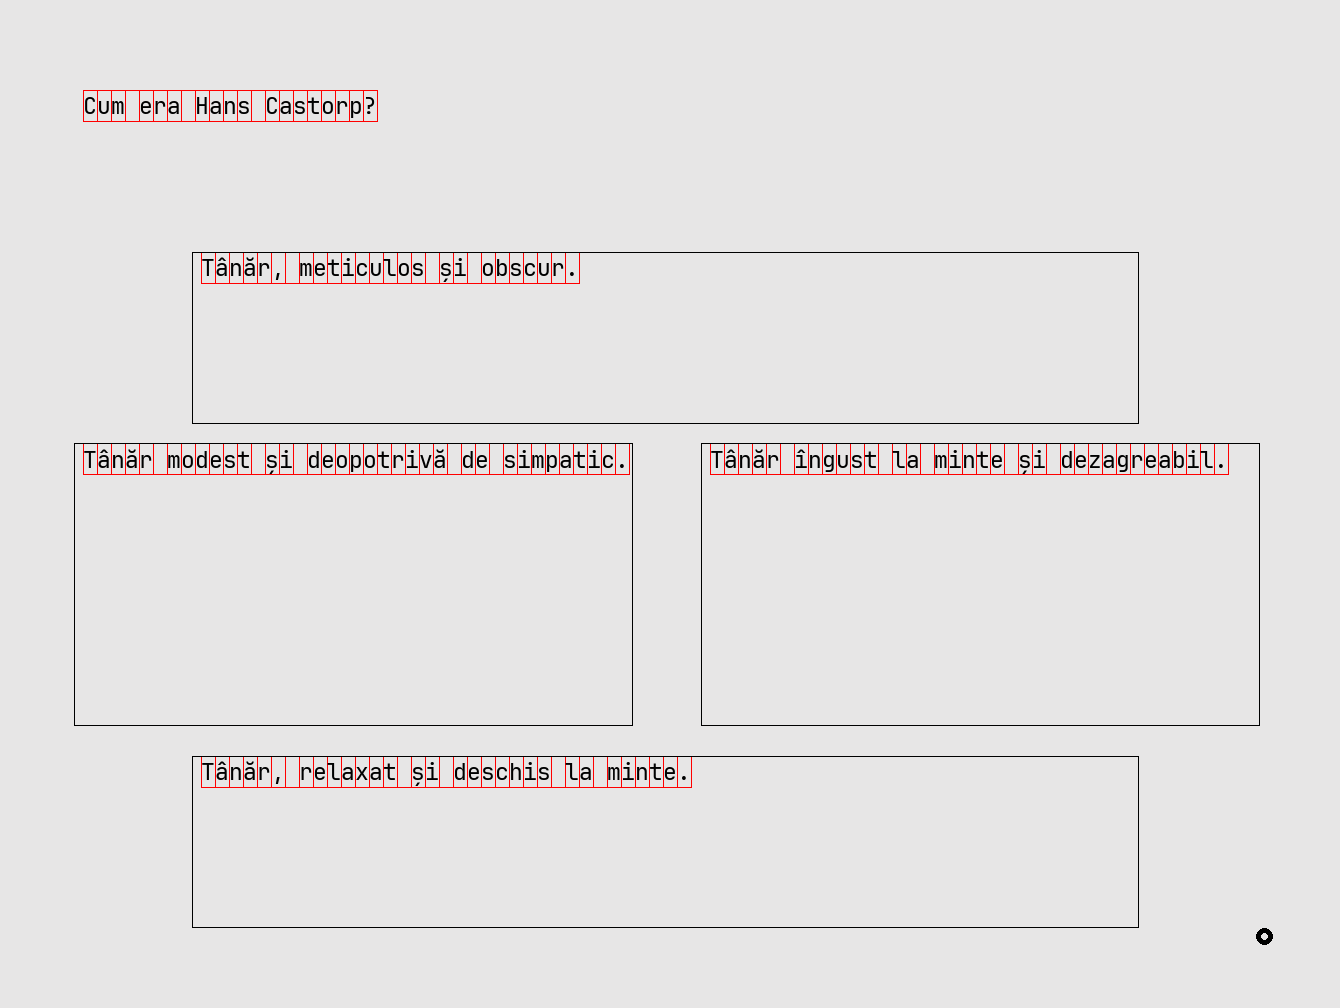 Cum era Hans Castorp?
Tânăr, meticulos și obscur.
Tânăr modest și deopotrivă de simpatic.
Tânăr îngust la minte și dezagreabil.
Tânăr, relaxat și deschis la minte.